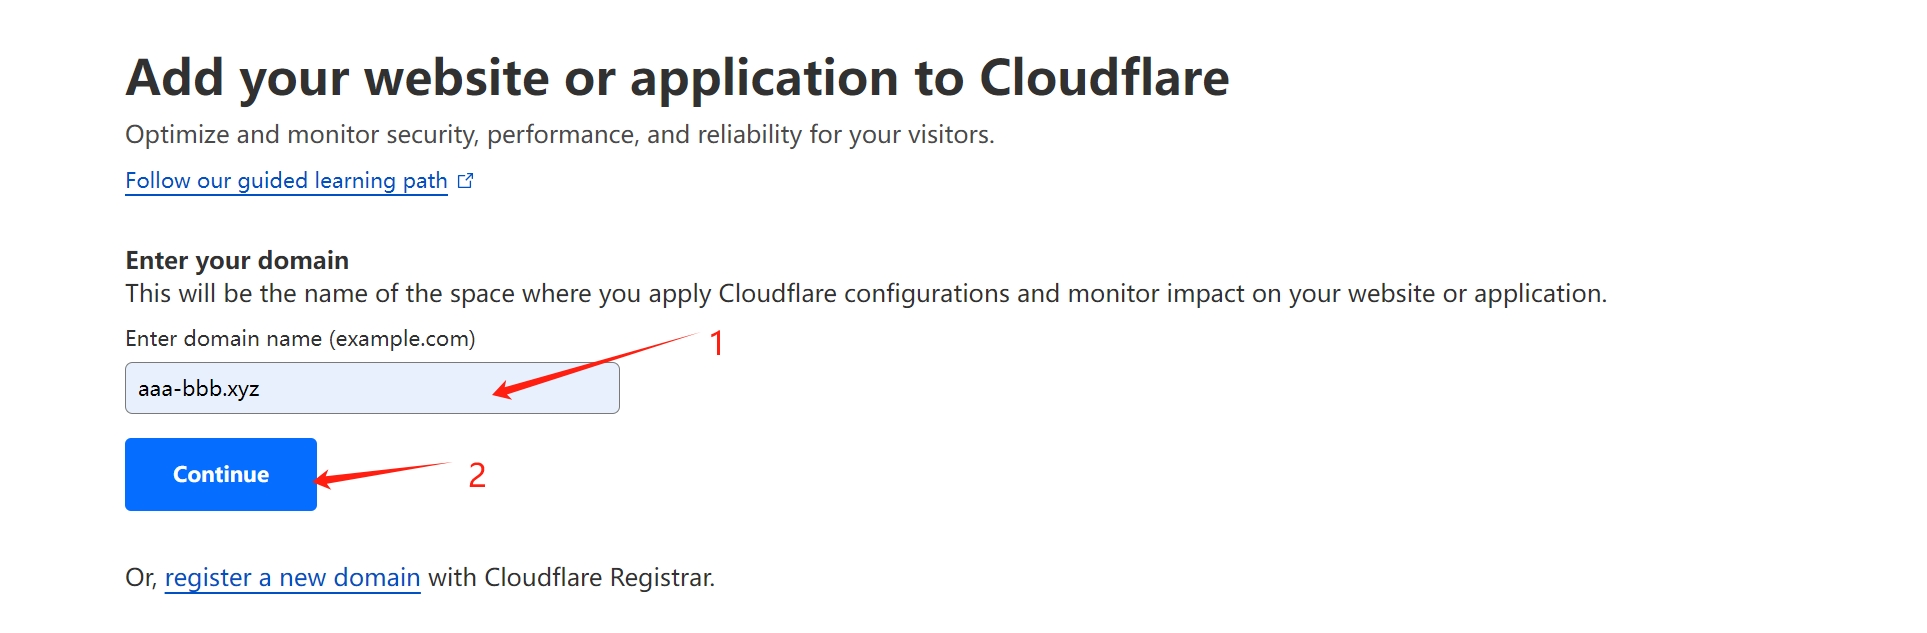 Add your website or application to Cloudflare
Optimize and monitor security, performance, and reliability for your visitors.
Follow our guided learning path
Enter your domain
This will be the name of the space where you apply Cloudflare configurations and monitor impact on your website or application.
Enter domain name (example.com)
1
aaa-bbb.xyz
Continue
2
Or, register a new domain with Cloudflare Registrar.